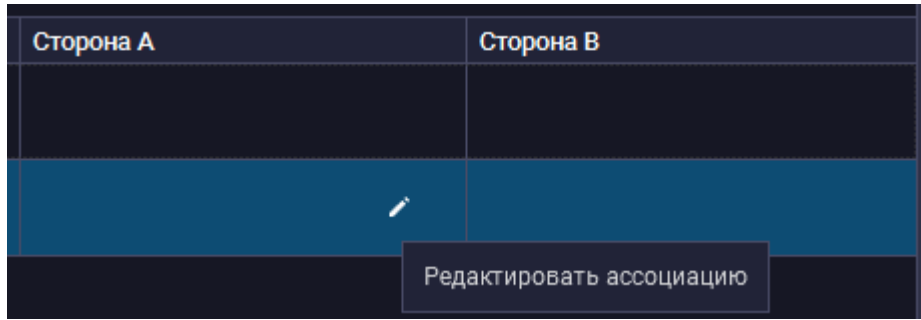 Сторона A
Сторона B
Редактировать ассоциацию